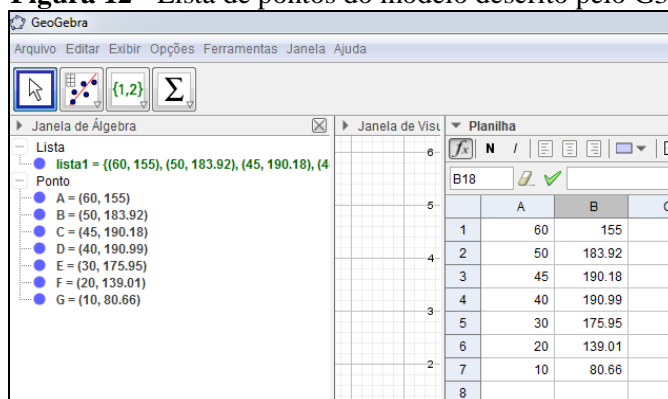 Figura 12 - Lista de pontos do modelo descrito pelo G3
GeoGebra
Arquivo Editar Exibir Opções Ferramentas Janela Ajuda
{1,2} Σ
Janela de Álgebra
Lista
lista1 = {(60, 155), (50, 183.92), (45, 190.18), (4
Ponto
A = (60, 155)
B = (50, 183.92)
C = (45, 190.18)
D = (40, 190.99)
E = (30, 175.95)
F = (20, 139.01)
G = (10, 80.66)
Janela de Visu
6
5
4
3
2
Planilha
fx N I
B18
A B C
1 60 155
2 50 183.92
3 45 190.18
4 40 190.99
5 30 175.95
6 20 139.01
7 10 80.66
8